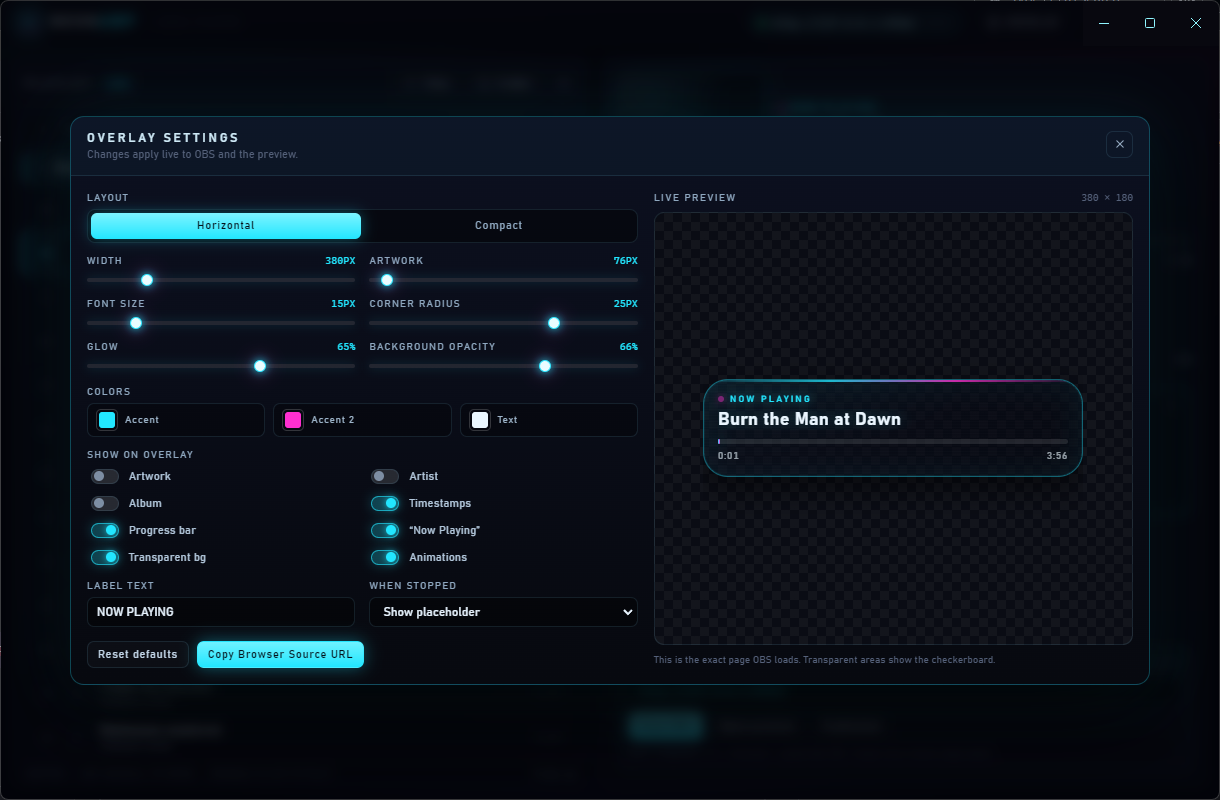 OVERLAY SETTINGS
Changes apply live to OBS and the preview.
LAYOUT
Horizontal
Compact
WIDTH 380PX
ARTWORK 76PX
FONT SIZE 15PX
CORNER RADIUS 25PX
GLOW 65%
BACKGROUND OPACITY 66%
COLORS
Accent
Accent 2
Text
SHOW ON OVERLAY
Artwork
Artist
Album
Timestamps
Progress bar
“Now Playing”
Transparent bg
Animations
LABEL TEXT
NOW PLAYING
WHEN STOPPED
Show placeholder
Reset defaults
Copy Browser Source URL
LIVE PREVIEW 380 × 180
NOW PLAYING
Burn the Man at Dawn
0:01 3:56
This is the exact page OBS loads. Transparent areas show the checkerboard.